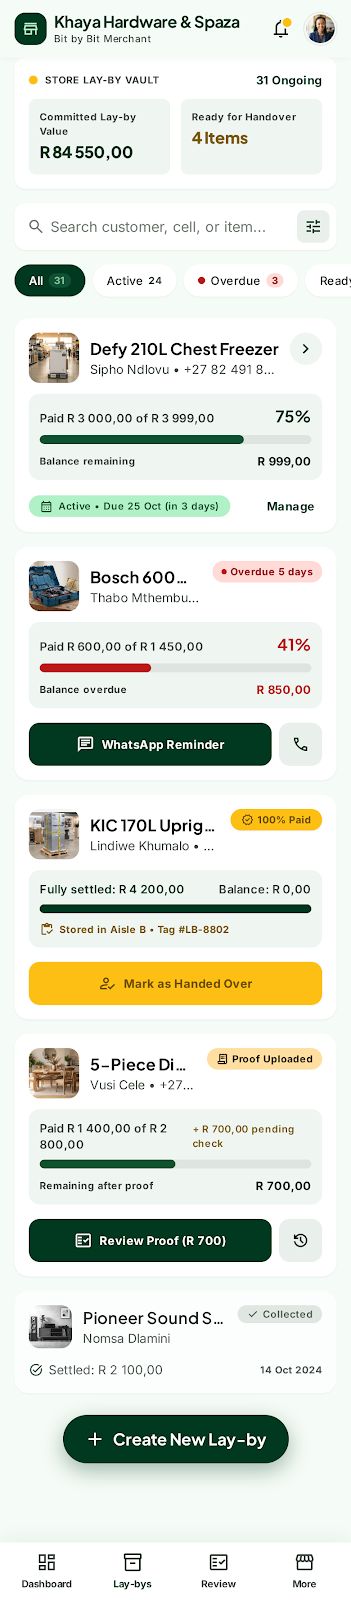 Khaya Hardware & Spaza
Bit by Bit Merchant
STORE LAY-BY VAULT
31 Ongoing
Committed Lay-by
Value
R 84 550,00
Ready for Handover
4 Items
Search customer, cell, or item...
All 31
Active 24
Overdue 3
Ready
Defy 210L Chest Freezer
Sipho Ndlovu • +27 82 491 8...
Paid R 3 000,00 of R 3 999,00
75%
Balance remaining
R 999,00
Active • Due 25 Oct (in 3 days)
Manage
Bosch 600...
Overdue 5 days
Thabo Mthembu...
Paid R 600,00 of R 1 450,00
41%
Balance overdue
R 850,00
WhatsApp Reminder
KIC 170L Uprig...
100% Paid
Lindiwe Khumalo • ...
Fully settled: R 4 200,00
Balance: R 0,00
Stored in Aisle B • Tag #LB-8802
Mark as Handed Over
5-Piece Di...
Proof Uploaded
Vusi Cele • +27...
Paid R 1 400,00 of R 2
800,00
+ R 700,00 pending
check
Remaining after proof
R 700,00
Review Proof (R 700)
Pioneer Sound S...
Collected
Nomsa Dlamini
Settled: R 2 100,00
14 Oct 2024
Create New Lay-by
Dashboard
Lay-bys
Review
More